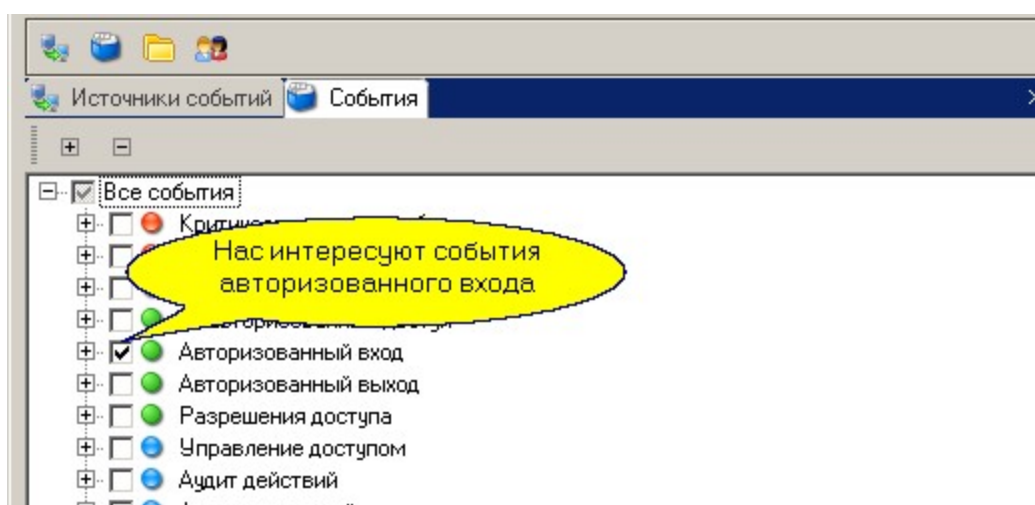 Источники событий
События
Все события
Нас интересуют события
авторизованного входа
Авторизованный вход
Авторизованный выход
Разрешения доступа
Управление доступом
Аудит действий